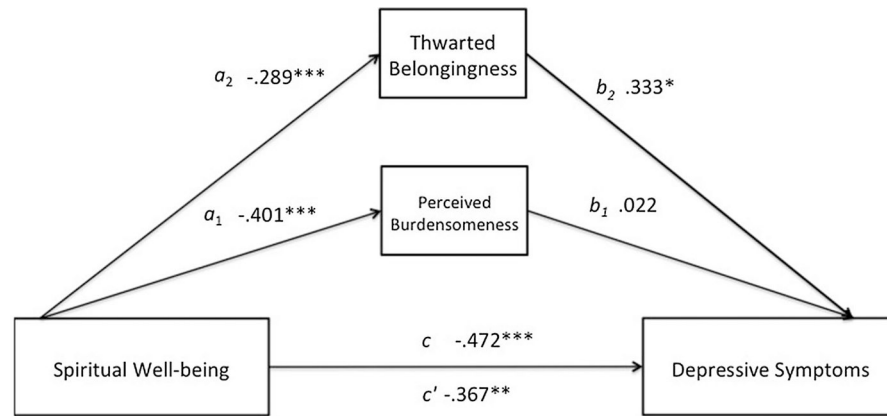 Thwarted
Belongingness
a₂ -.289***
b₂ .333*
Perceived
Burdensomeness
a₁ -.401***
b₁ .022
Spiritual Well-being
c -.472***
c' -.367**
Depressive Symptoms